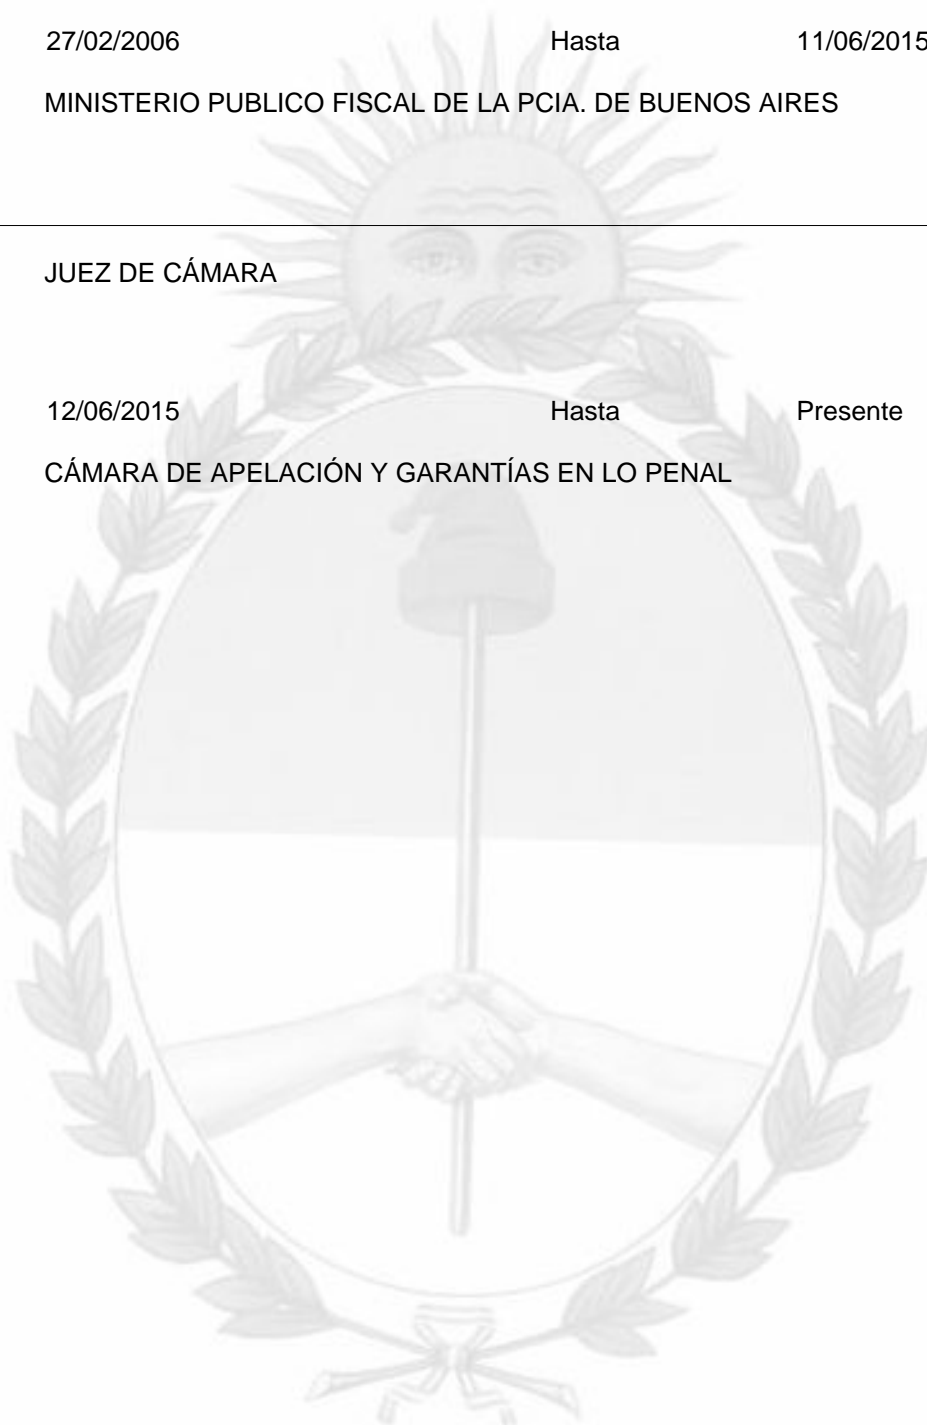 27/02/2006 Hasta 11/06/2015
MINISTERIO PUBLICO FISCAL DE LA PCIA. DE BUENOS AIRES
JUEZ DE CÁMARA
12/06/2015 Hasta Presente
CÁMARA DE APELACIÓN Y GARANTÍAS EN LO PENAL